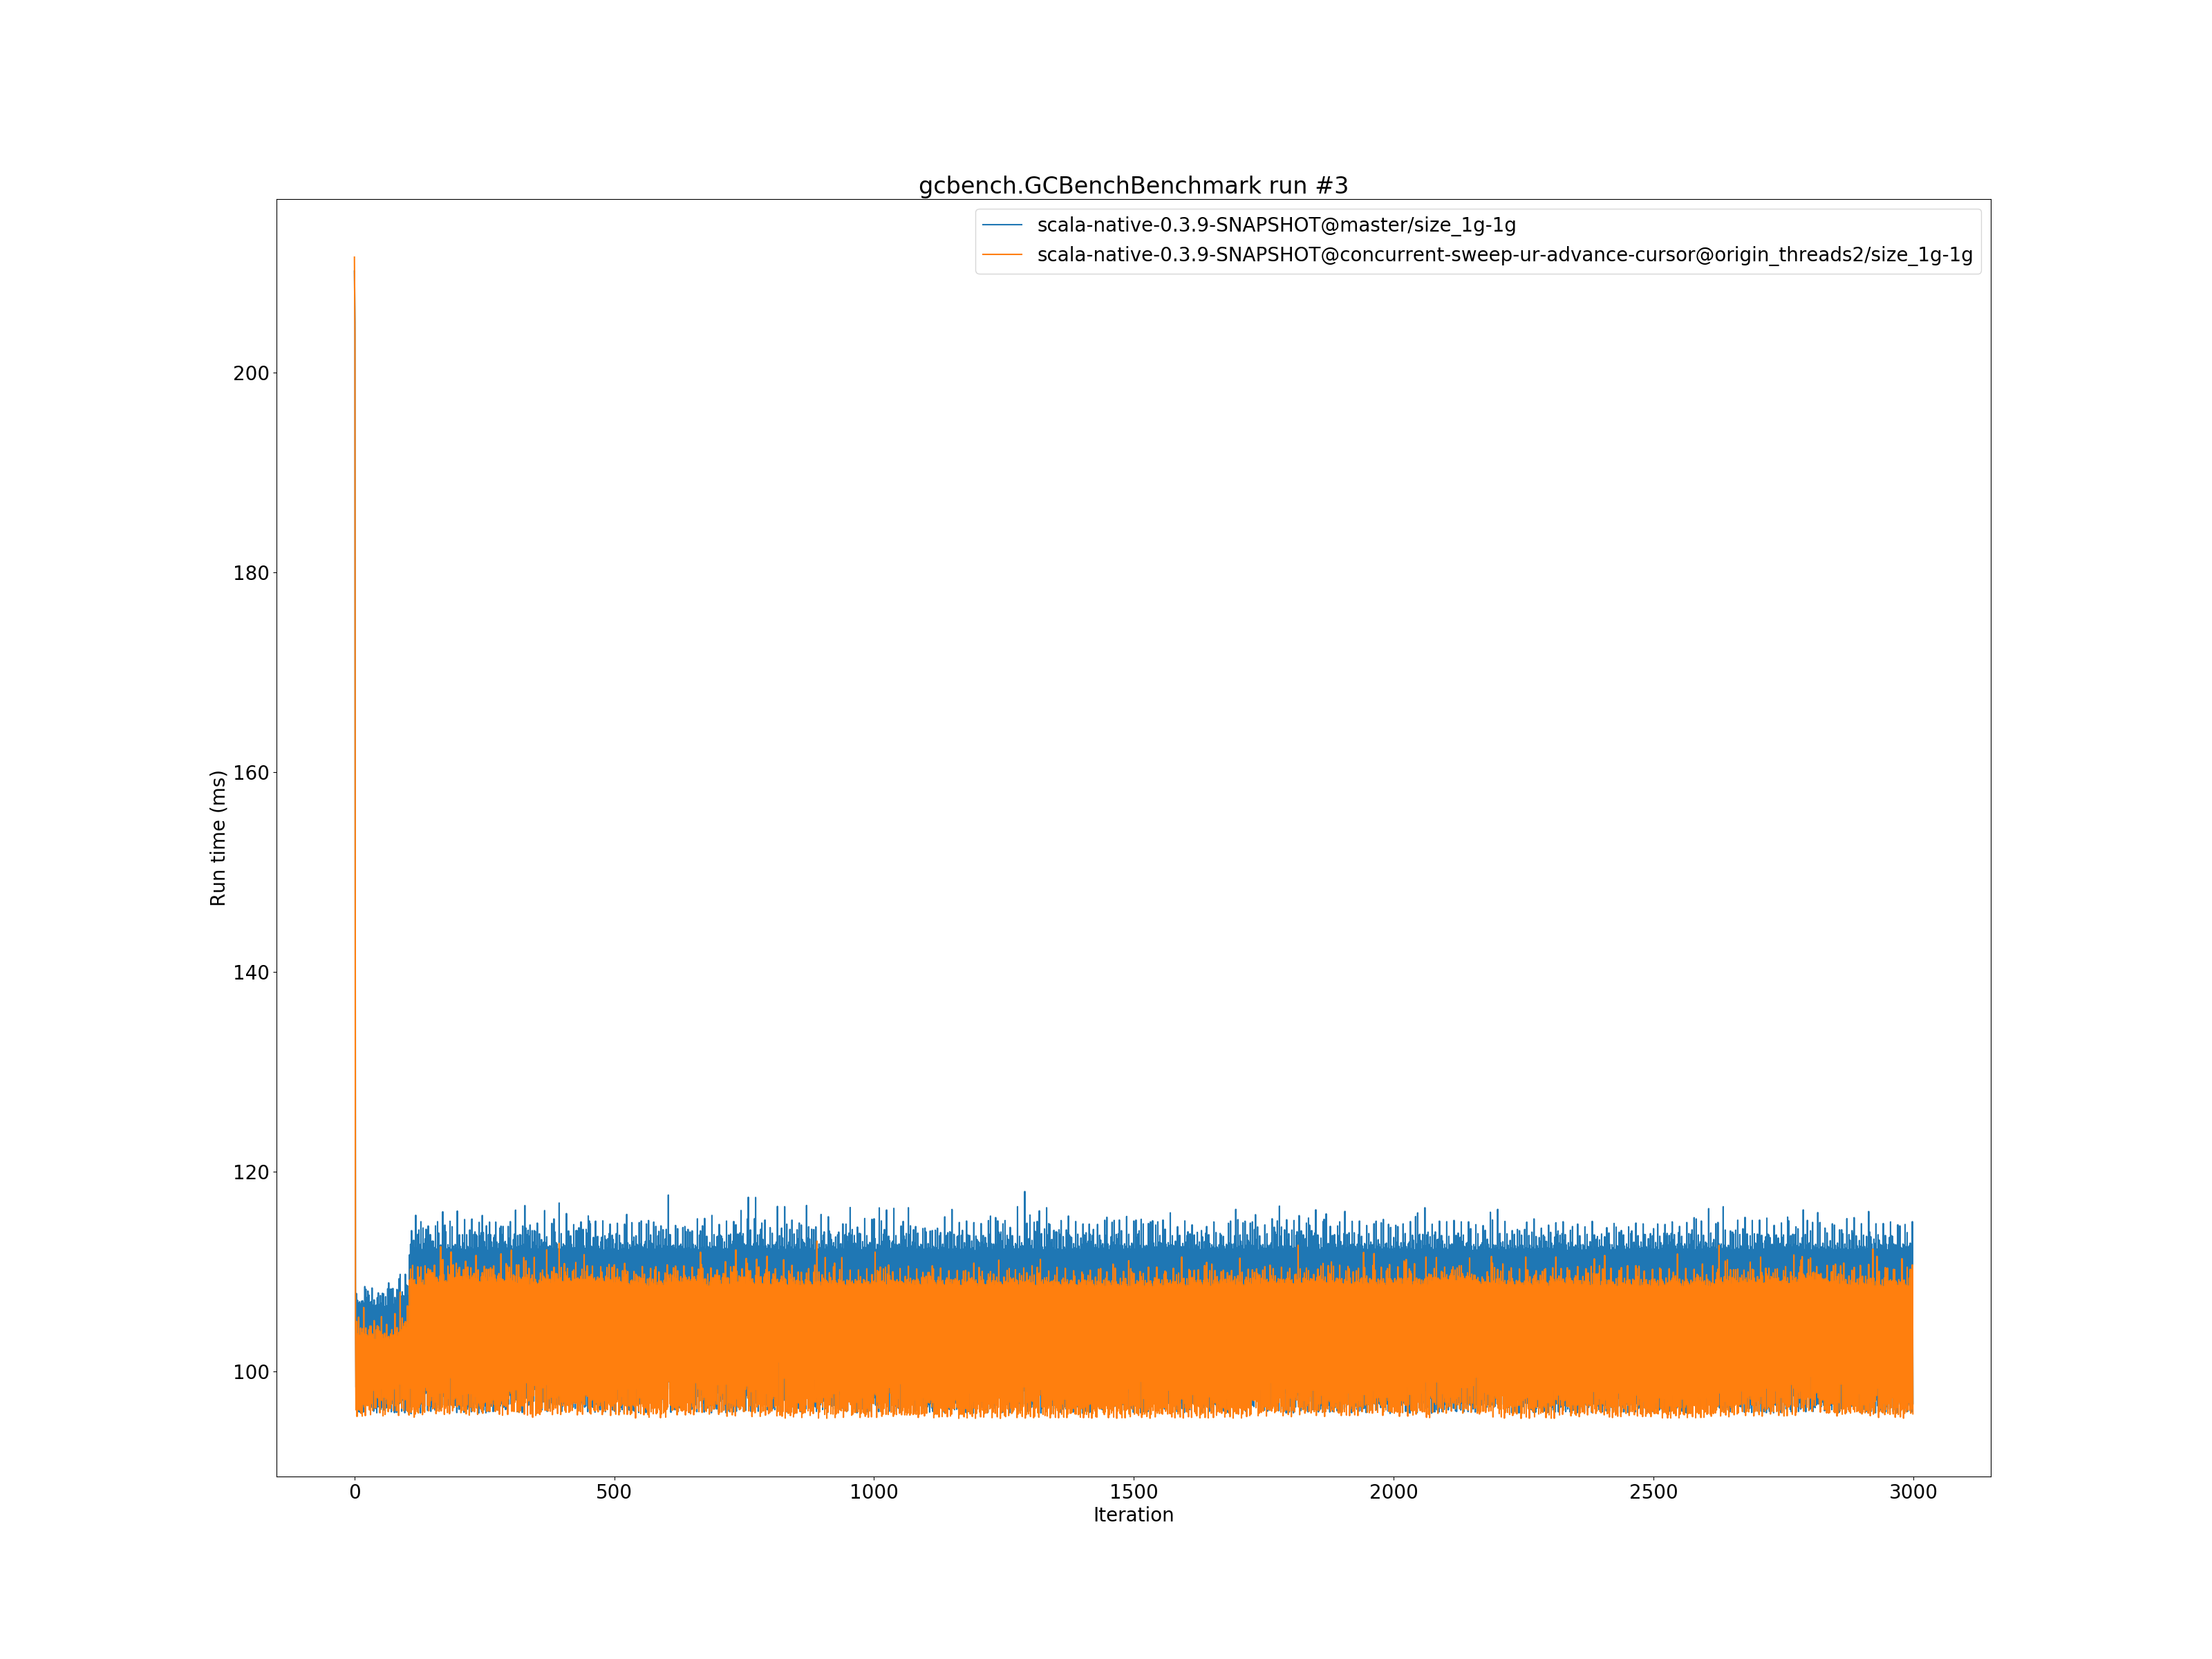 gcbench.GCBenchBenchmark run #3
scala-native-0.3.9-SNAPSHOT@master/size_1g-1g
scala-native-0.3.9-SNAPSHOT@concurrent-sweep-ur-advance-cursor@origin_threads2/size_1g-1g
Run time (ms)
200
180
160
140
120
100
0 500 1000 1500 2000 2500 3000
Iteration